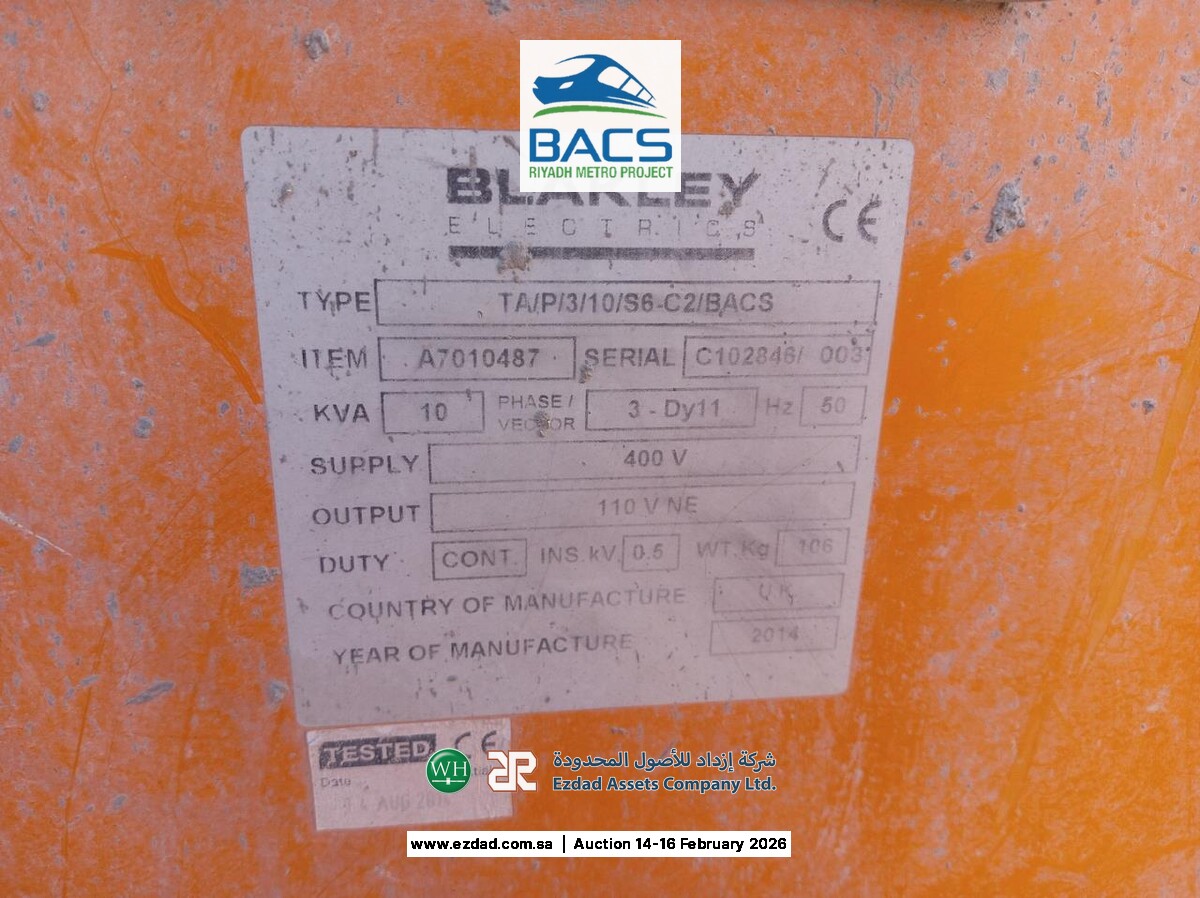 BACS
RIYADH METRO PROJECT
BLAKLEY
ELECTRICS
CE
TYPE TA/P/3/10/S6-C2/BACS
ITEM A7010487 SERIAL C102846/ 003
KVA 10 PHASE / VECTOR 3 - Dy11 Hz 50
SUPPLY 400 V
OUTPUT 110 V NE
DUTY CONT. INS.kV. 0.5 WT.Kg 106
COUNTRY OF MANUFACTURE U.K.
YEAR OF MANUFACTURE 2014
TESTED CE
Date
AUG
WH
شركة إزداد للأصول المحدودة
Ezdad Assets Company Ltd.
www.ezdad.com.sa | Auction 14-16 February 2026